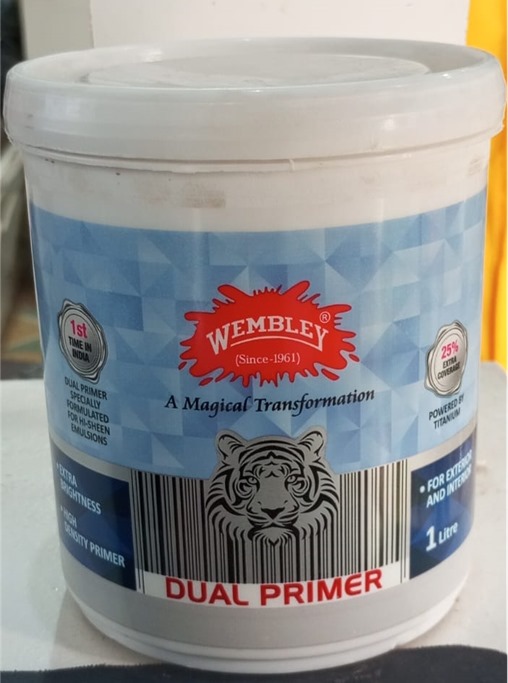 WEMBLEY®
(Since-1961)
A Magical Transformation
1st
TIME IN
INDIA
DUAL PRIMER
SPECIALLY
FORMULATED
FOR HI-SHEEN
EMULSIONS
25%
EXTRA
COVERAGE
POWERED BY
TITANIUM
• EXTRA
BRIGHTNESS
• HIGH
DENSITY PRIMER
• FOR EXTERIOR
AND INTERIOR
1 Litre
DUAL PRIMER